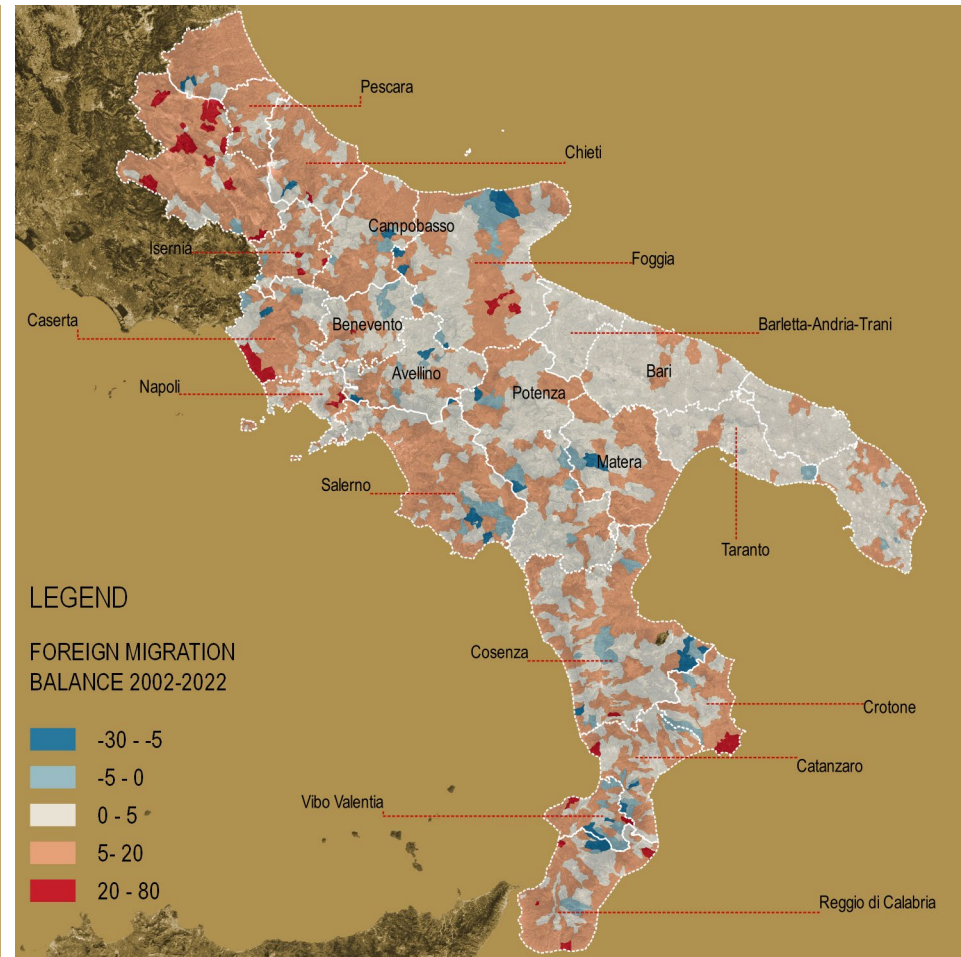 Pescara
Chieti
Campobasso
Isernia
Foggia
Caserta
Benevento
Barletta-Andria-Trani
Bari
Avellino
Napoli
Potenza
Matera
Salerno
Taranto
LEGEND
FOREIGN MIGRATION
BALANCE 2002-2022
Cosenza
Crotone
-30 - -5
Catanzaro
-5 - 0
Vibo Valentia
0 - 5
5- 20
20 - 80
Reggio di Calabria